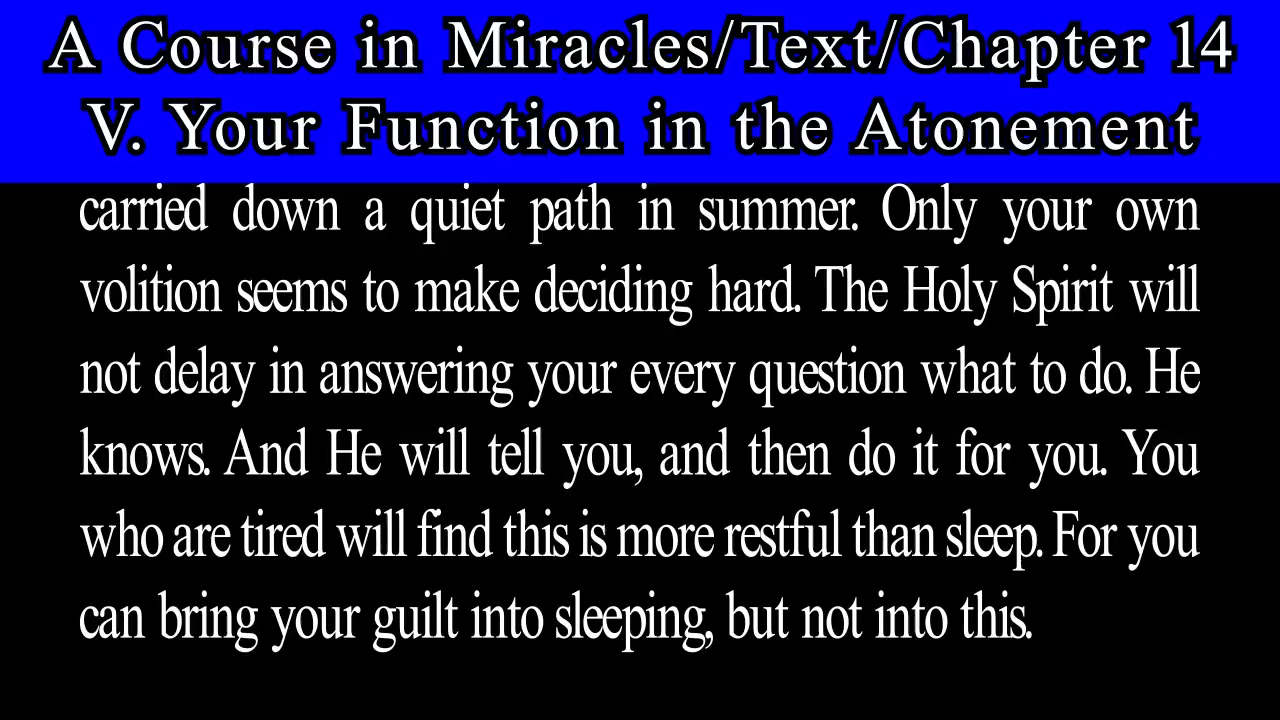 A Course in Miracles/Text/Chapter 14
V. Your Function in the Atonement
carried down a quiet path in summer. Only your own
volition seems to make deciding hard. The Holy Spirit will
not delay in answering your every question what to do. He
knows. And He will tell you, and then do it for you. You
who are tired will find this is more restful than sleep. For you
can bring your guilt into sleeping, but not into this.